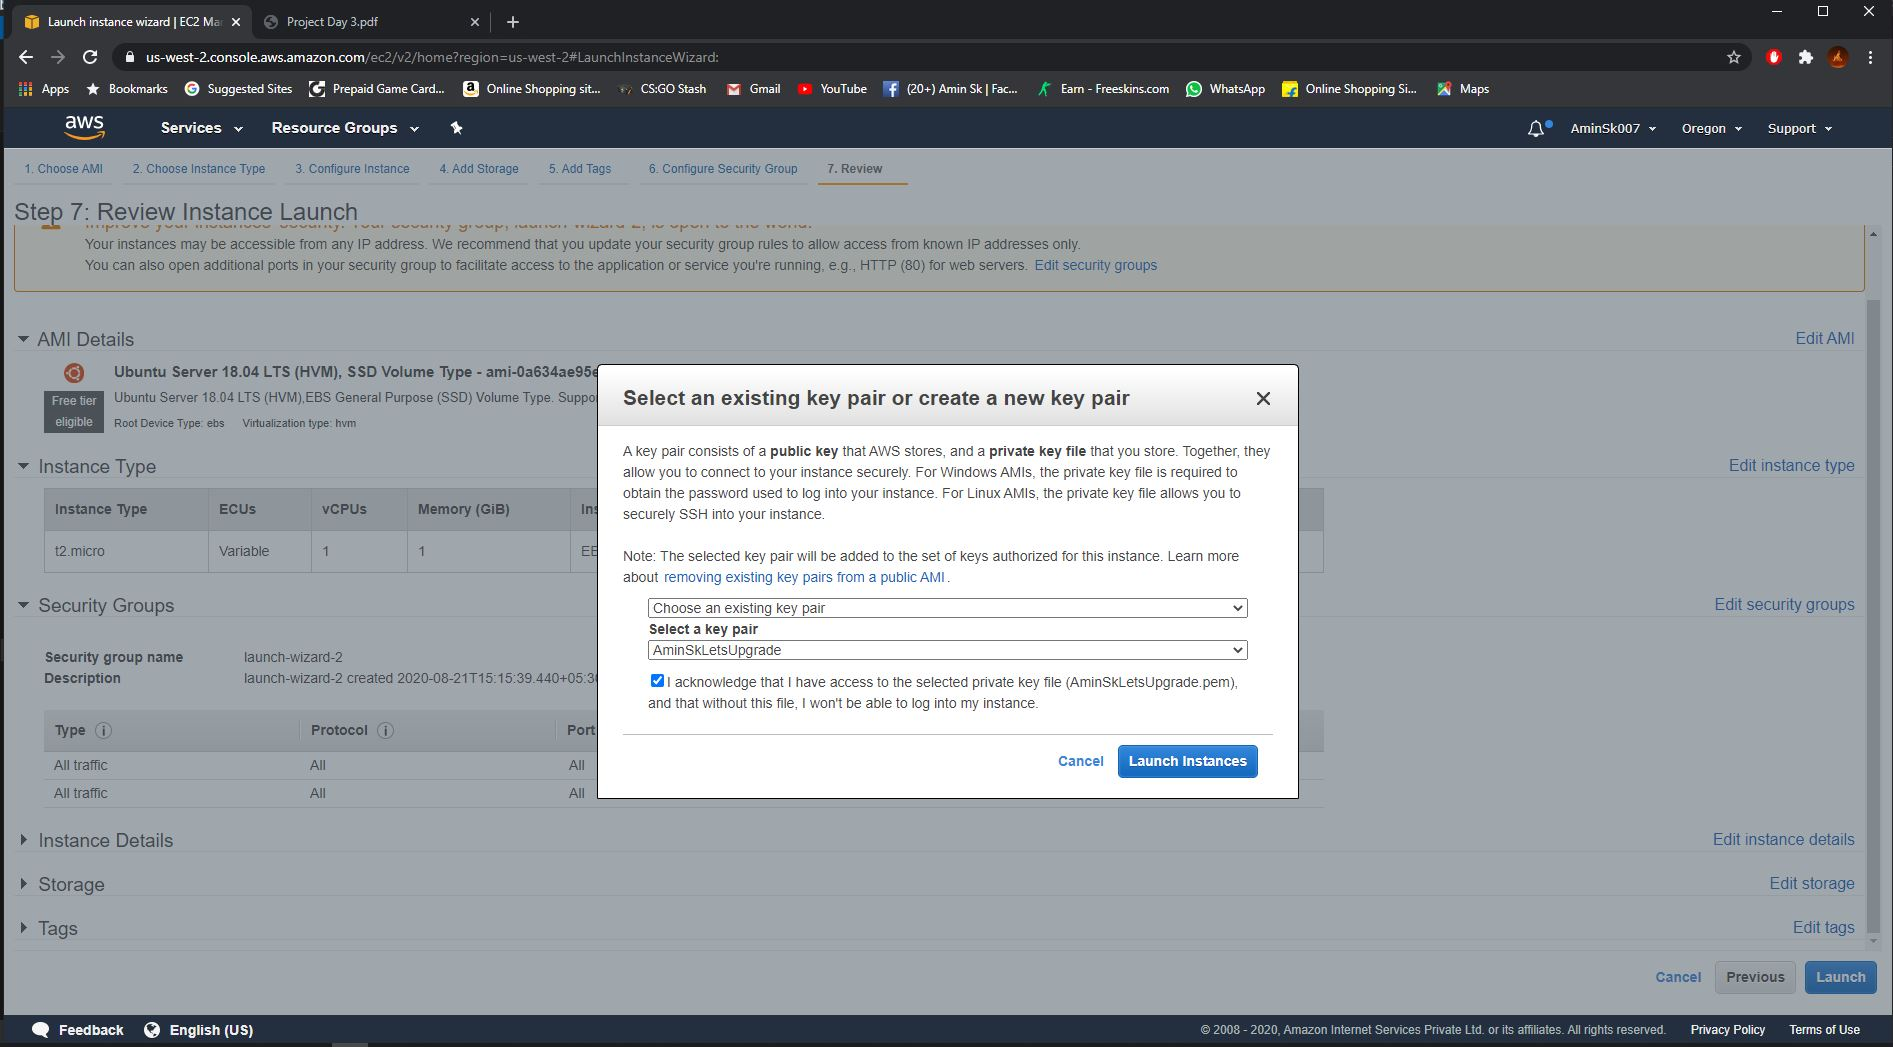 Launch instance wizard | EC2 Ma
Project Day 3.pdf
us-west-2.console.aws.amazon.com/ec2/v2/home?region=us-west-2#LaunchInstanceWizard:
Apps Bookmarks Suggested Sites Prepaid Game Card... Online Shopping sit... CS:GO Stash Gmail YouTube (20+) Amin Sk | Fac... Earn - Freeskins.com WhatsApp Online Shopping Si... Maps
aws Services Resource Groups AminSk007 Oregon Support
1. Choose AMI 2. Choose Instance Type 3. Configure Instance 4. Add Storage 5. Add Tags 6. Configure Security Group 7. Review
Step 7: Review Instance Launch
Improve your instances' security. Your security group, launch-wizard-2, is open to the world.
Your instances may be accessible from any IP address. We recommend that you update your security group rules to allow access from known IP addresses only.
You can also open additional ports in your security group to facilitate access to the application or service you're running, e.g., HTTP (80) for web servers. Edit security groups
AMI Details Edit AMI
Ubuntu Server 18.04 LTS (HVM), SSD Volume Type - ami-0a634ae95e
Free tier eligible
Ubuntu Server 18.04 LTS (HVM),EBS General Purpose (SSD) Volume Type. Suppo
Root Device Type: ebs Virtualization type: hvm
Instance Type Edit instance type
Instance Type ECUs vCPUs Memory (GiB) Ins
t2.micro Variable 1 1 EB
Security Groups Edit security groups
Security group name launch-wizard-2
Description launch-wizard-2 created 2020-08-21T15:15:39.440+05:30
Type Protocol Port
All traffic All All
All traffic All All
Instance Details Edit instance details
Storage Edit storage
Tags Edit tags
Select an existing key pair or create a new key pair
A key pair consists of a public key that AWS stores, and a private key file that you store. Together, they
allow you to connect to your instance securely. For Windows AMIs, the private key file is required to
obtain the password used to log into your instance. For Linux AMIs, the private key file allows you to
securely SSH into your instance.
Note: The selected key pair will be added to the set of keys authorized for this instance. Learn more
about removing existing key pairs from a public AMI.
Choose an existing key pair
Select a key pair
AminSkLetsUpgrade
I acknowledge that I have access to the selected private key file (AminSkLetsUpgrade.pem),
and that without this file, I won't be able to log into my instance.
Cancel Launch Instances
Cancel Previous Launch
Feedback English (US) © 2008 - 2020, Amazon Internet Services Private Ltd. or its affiliates. All rights reserved. Privacy Policy Terms of Use